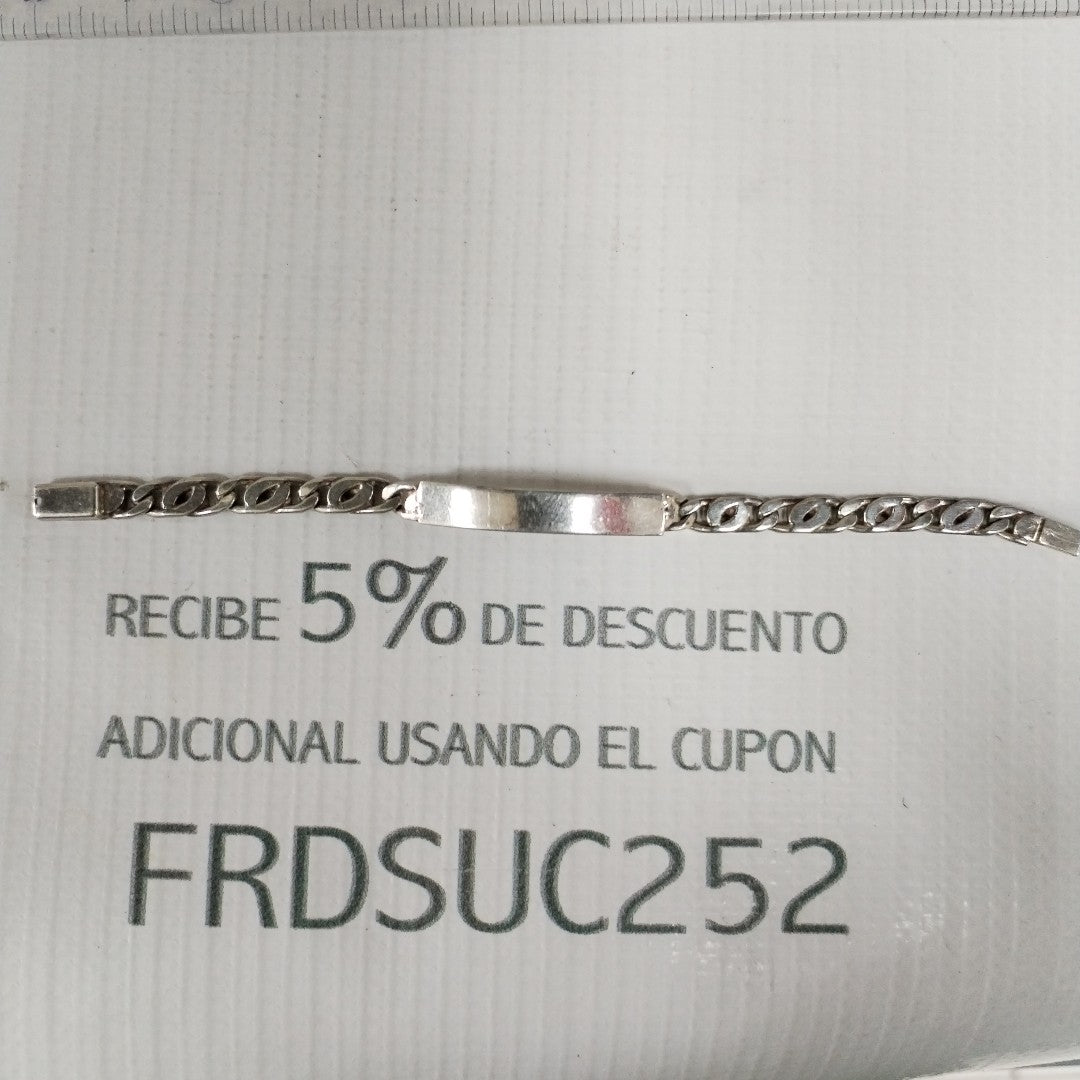 RECIBE 5% DE DESCUENTO
ADICIONAL USANDO EL CUPON
FRDSUC252